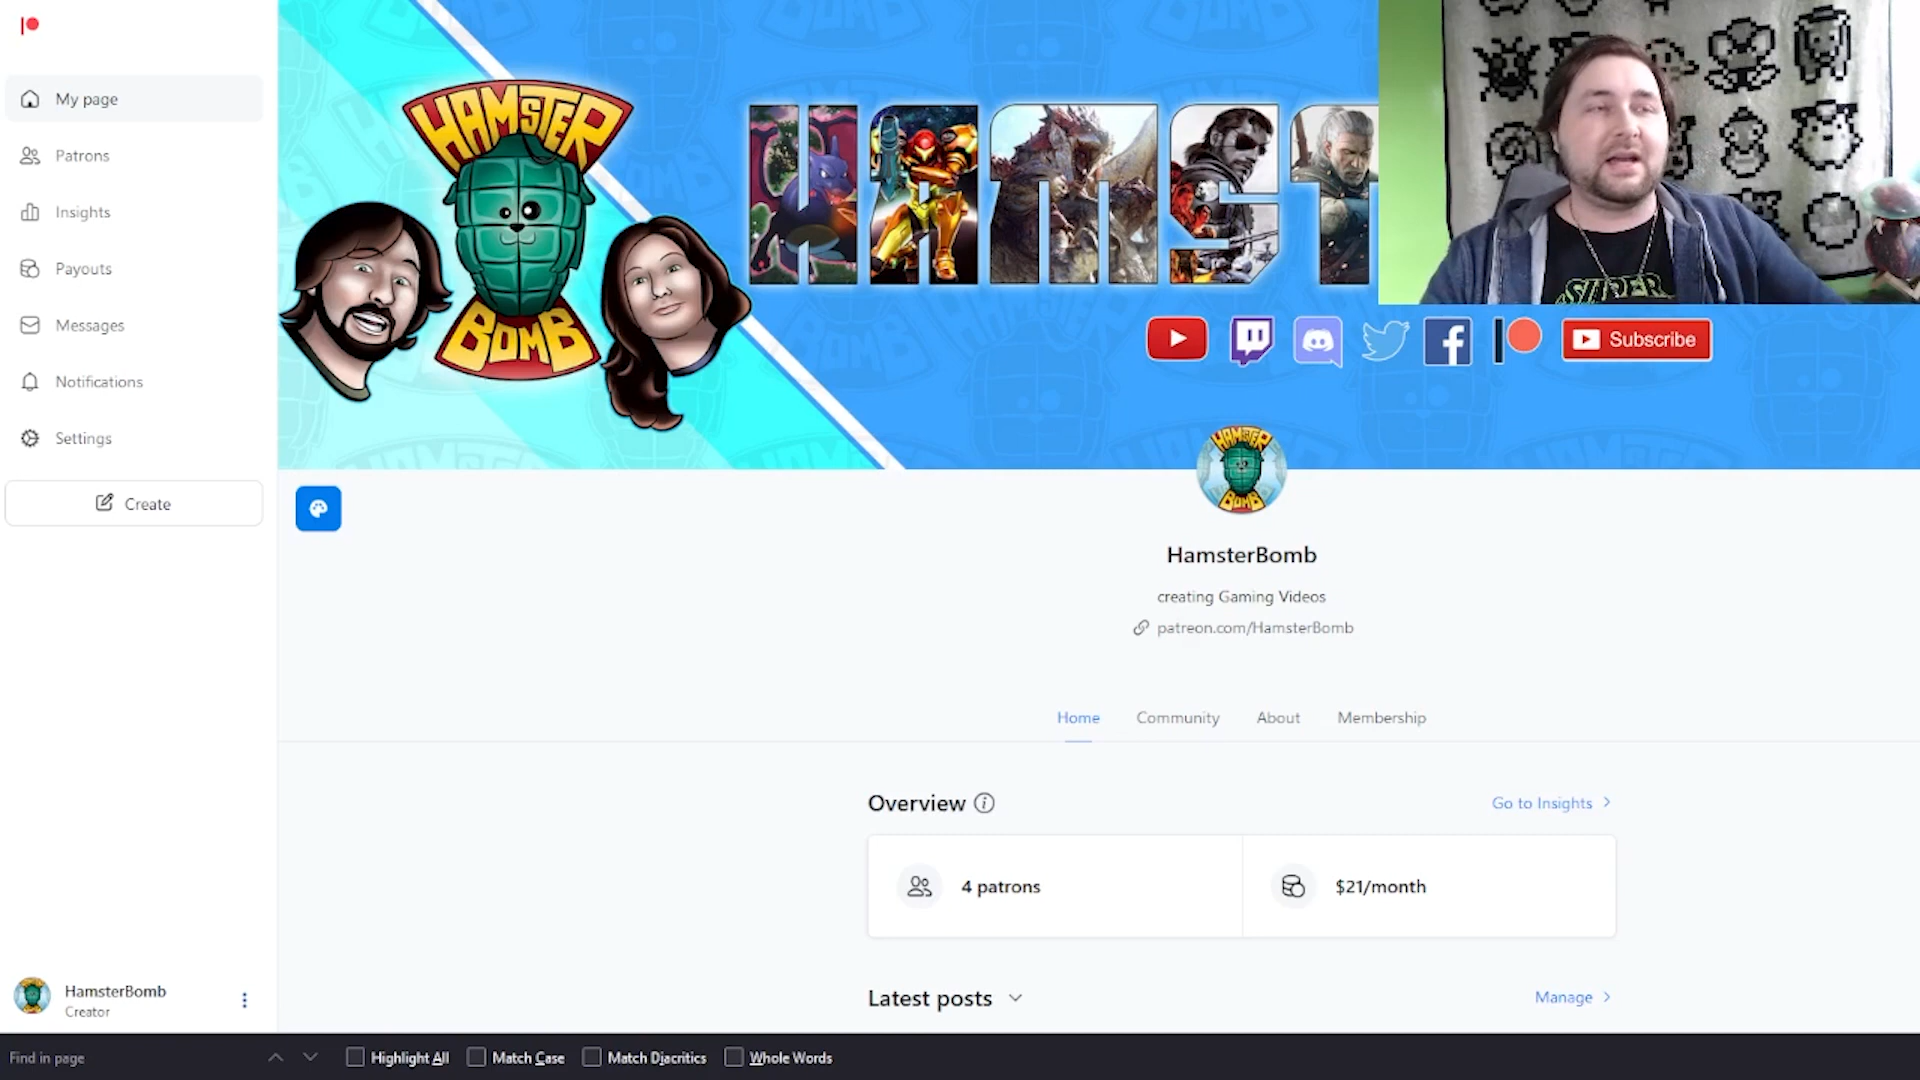 My page
Patrons
Insights
Payouts
Messages
Notifications
Settings
Create
HAMSTER
BOMB
HAMST
SUPER
Subscribe
HAMSTER
BOMB
HamsterBomb
creating Gaming Videos
patreon.com/HamsterBomb
Home Community About Membership
Overview
Go to Insights
4 patrons
$21/month
Latest posts
Manage
HamsterBomb
Creator
Find in page
Highlight All
Match Case
Match Diacritics
Whole Words